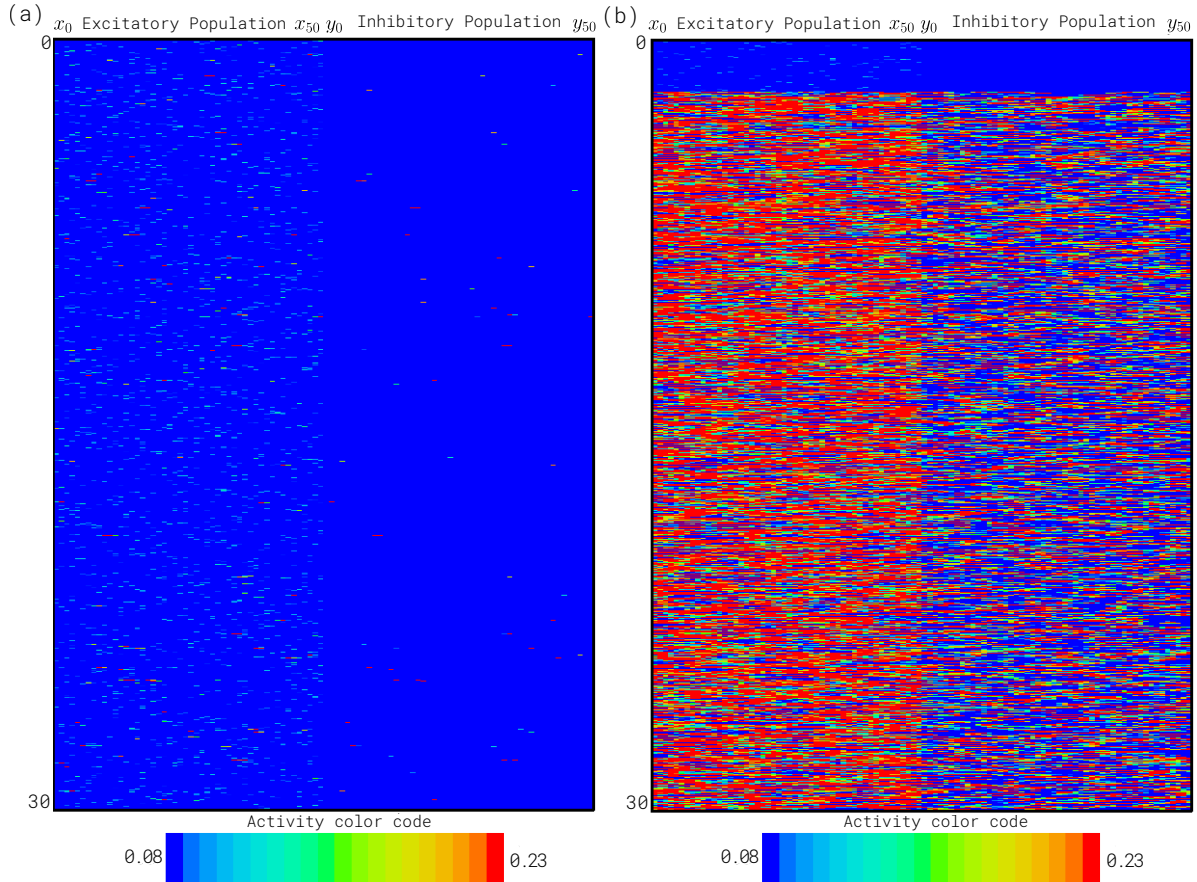 (a)
x₀ Excitatory Population x₅₀ y₀ Inhibitory Population y₅₀
0
30
Activity color code
0.08
0.23
(b)
x₀ Excitatory Population x₅₀ y₀ Inhibitory Population y₅₀
0
30
Activity color code
0.08
0.23